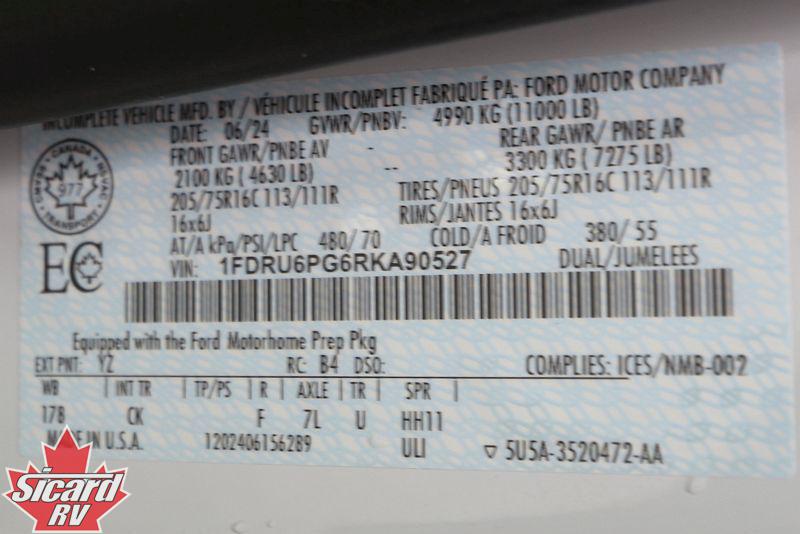 INCOMPLETE VEHICLE MFD. BY / VÉHICULE INCOMPLET FABRIQUÉ PA: FORD MOTOR COMPANY
DATE: 06/24 GVWR/PNBV: 4990 KG (11000 LB)
FRONT GAWR/PNBE AV - REAR GAWR/ PNBE AR
2100 KG ( 4630 LB) -- 3300 KG ( 7275 LB)
205/75R16C 113/111R TIRES/PNEUS 205/75R16C 113/111R
16x6J RIMS/JANTES 16x6J
AT/A kPa/PSI/LPC 480/ 70 COLD/A FROID 380/ 55
VIN: 1FDRU6PG6RKA90527 DUAL/JUMELEES
CANADA
977
TRANSPORT
EC
Equipped with the Ford Motorhome Prep Pkg
EXT PNT: YZ RC: B4 DSO: COMPLIES: ICES/NMB-002
WB | INT TR | TP/PS | R | AXLE | TR | SPR |
178 CK F 7L U HH11
IN U.S.A. 1202406156289 ULI 5U5A-3520472-AA
Sicard
RV